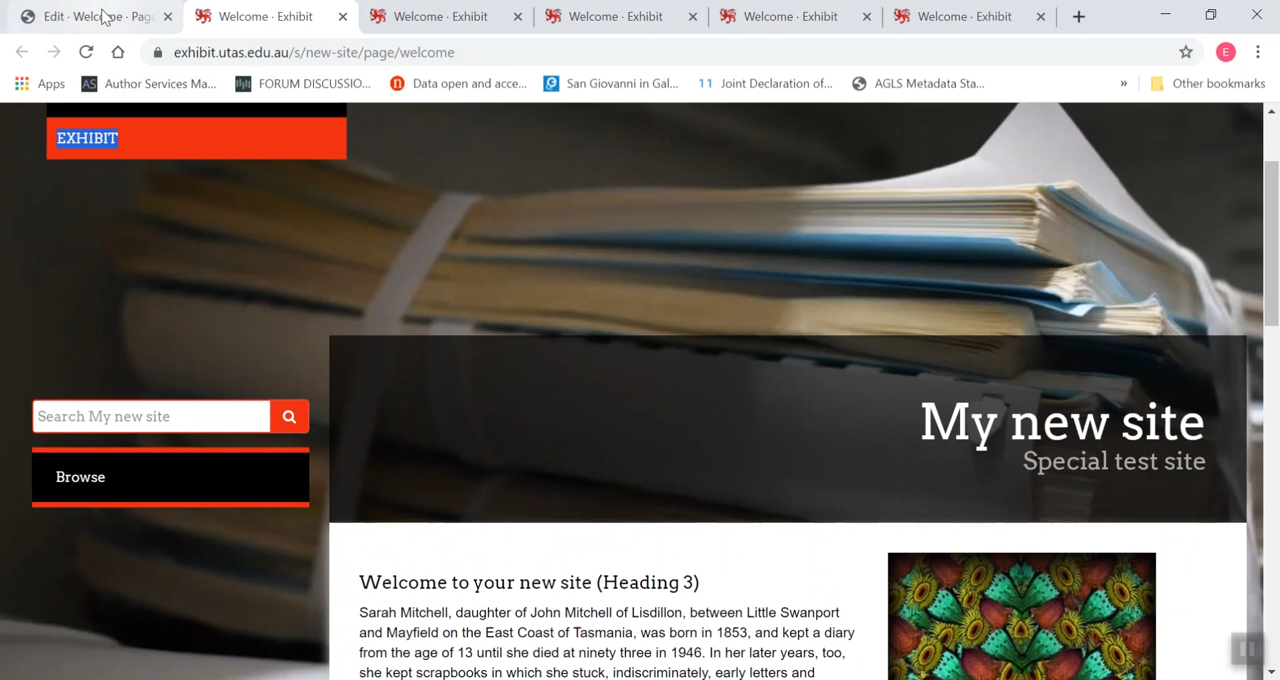 Edit · Welcome · Pag
Welcome · Exhibit
Welcome · Exhibit
Welcome · Exhibit
Welcome · Exhibit
Welcome · Exhibit
exhibit.utas.edu.au/s/new-site/page/welcome
E
Apps
AS Author Services Ma...
FORUM DISCUSSIO...
n Data open and acce...
San Giovanni in Gal...
11 Joint Declaration of...
AGLS Metadata Sta...
»
Other bookmarks
EXHIBIT
Search My new site
Browse
My new site
Special test site
Welcome to your new site (Heading 3)
Sarah Mitchell, daughter of John Mitchell of Lisdillon, between Little Swanport
and Mayfield on the East Coast of Tasmania, was born in 1853, and kept a diary
from the age of 13 until she died at ninety three in 1946. In her later years, too,
she kept scrapbooks in which she stuck, indiscriminately, early letters and